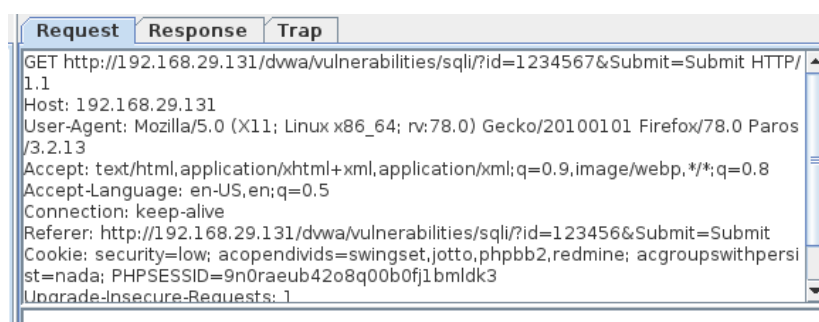 Request Response Trap
GET http://192.168.29.131/dvwa/vulnerabilities/sqli/?id=1234567&Submit=Submit HTTP/
1.1
Host: 192.168.29.131
User-Agent: Mozilla/5.0 (X11; Linux x86_64; rv:78.0) Gecko/20100101 Firefox/78.0 Paros
/3.2.13
Accept: text/html,application/xhtml+xml,application/xml;q=0.9,image/webp,*/*;q=0.8
Accept-Language: en-US,en;q=0.5
Connection: keep-alive
Referer: http://192.168.29.131/dvwa/vulnerabilities/sqli/?id=123456&Submit=Submit
Cookie: security=low; acopendivids=swingset,jotto,phpbb2,redmine; acgroupswithpersi
st=nada; PHPSESSID=9n0raeub42o8q00b0fj1bmldk3
Upgrade-Insecure-Requests: 1